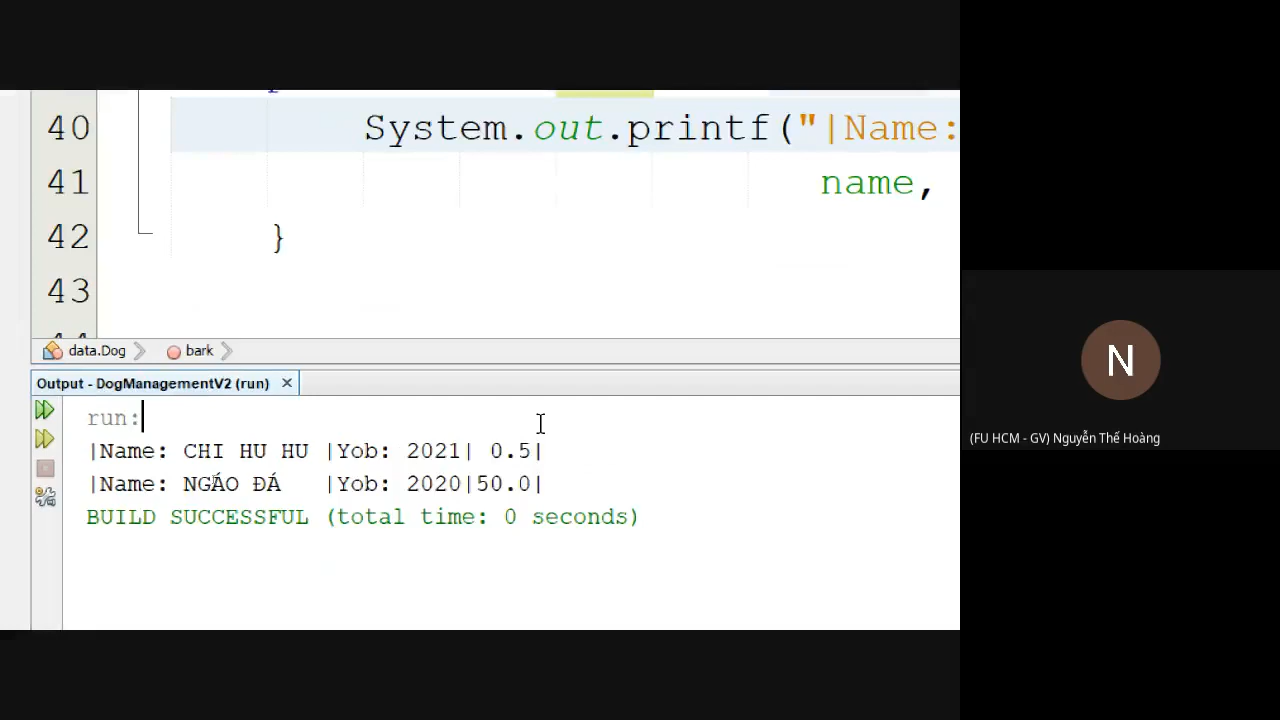 40 System.out.printf("|Name:
41 name,
42 }
43
data.Dog bark
Output - DogManagementV2 (run) ×
run:
|Name: CHI HU HU |Yob: 2021| 0.5|
|Name: NGÁO ĐÁ   |Yob: 2020|50.0|
BUILD SUCCESSFUL (total time: 0 seconds)
N
(FU HCM - GV) Nguyễn Thế Hoàng